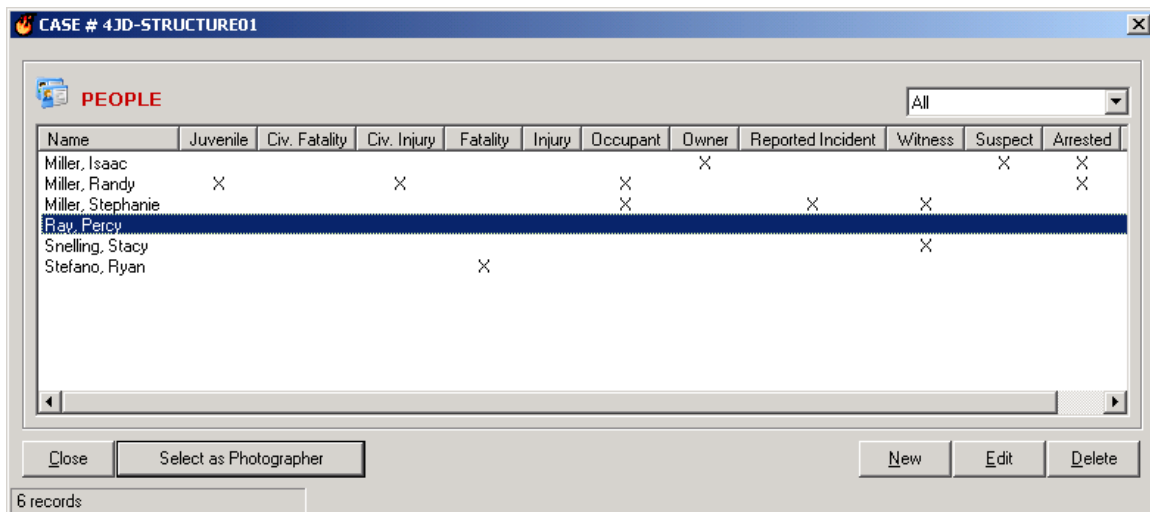 CASE # 4JD-STRUCTURE01
PEOPLE
All
Name Juvenile Civ. Fatality Civ. Injury Fatality Injury Occupant Owner Reported Incident Witness Suspect Arrested
Miller, Isaac X X X
Miller, Randy X X X X
Miller, Stephanie X X X
Ray, Percy
Snelling, Stacy X
Stefano, Ryan X
Close Select as Photographer New Edit Delete
6 records